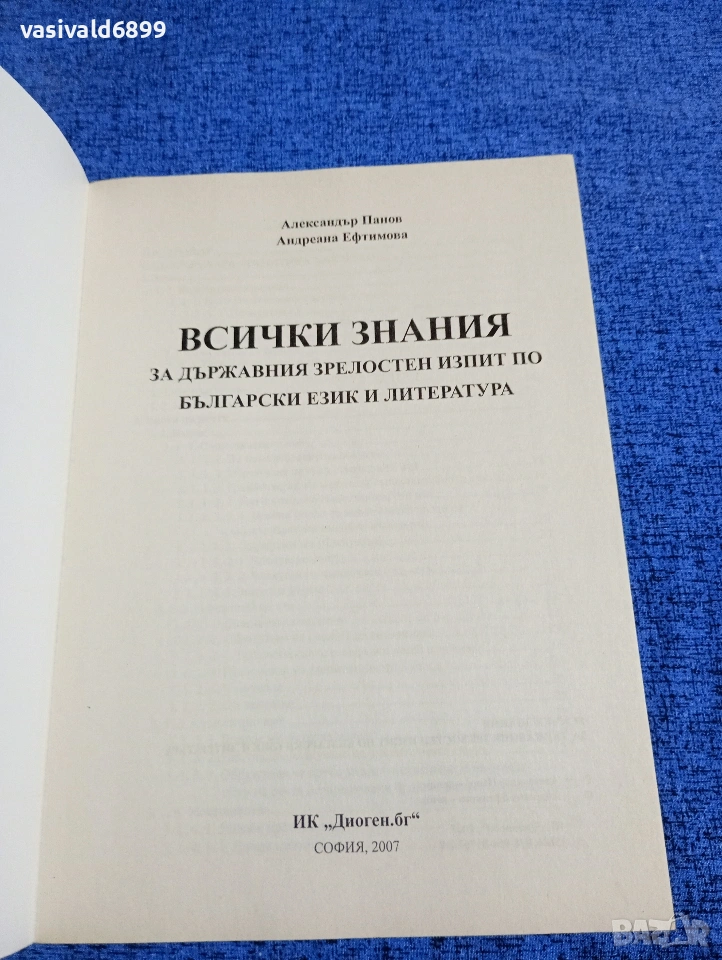 vasivald6899
Александър Панов
Андреана Ефтимова
ВСИЧКИ ЗНАНИЯ
ЗА ДЪРЖАВНИЯ ЗРЕЛОСТЕН ИЗПИТ ПО
БЪЛГАРСКИ ЕЗИК И ЛИТЕРАТУРА
ИК „Диоген.бг“
СОФИЯ, 2007
BAZAR